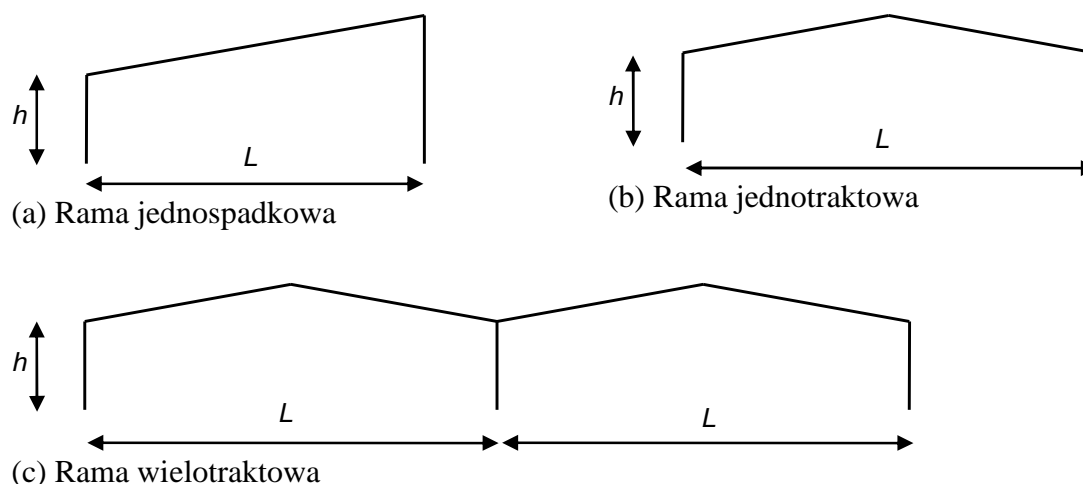 h
L
(a) Rama jednospadkowa
h
L
(b) Rama jednotraktowa
h
L
L
(c) Rama wielotraktowa